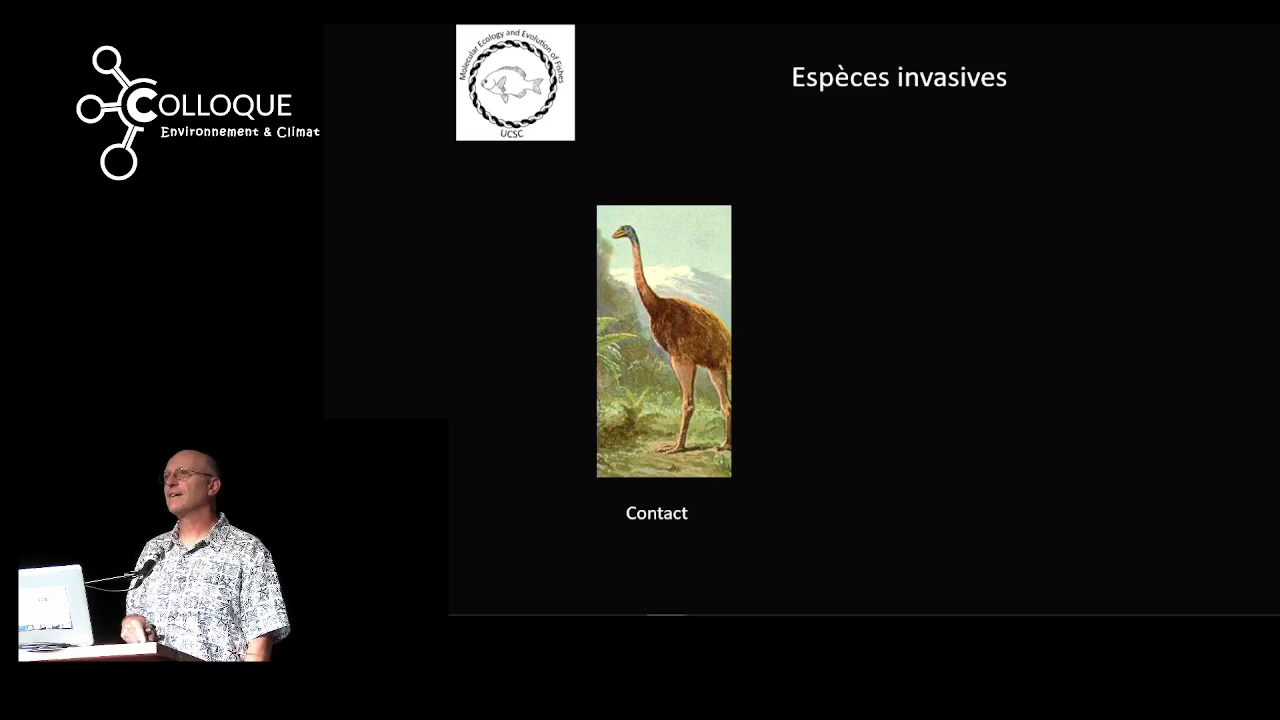 COLLOQUE
Environnement & Climat
Molecular Ecology and Evolution of Fishes
UCSC
Espèces invasives
Contact